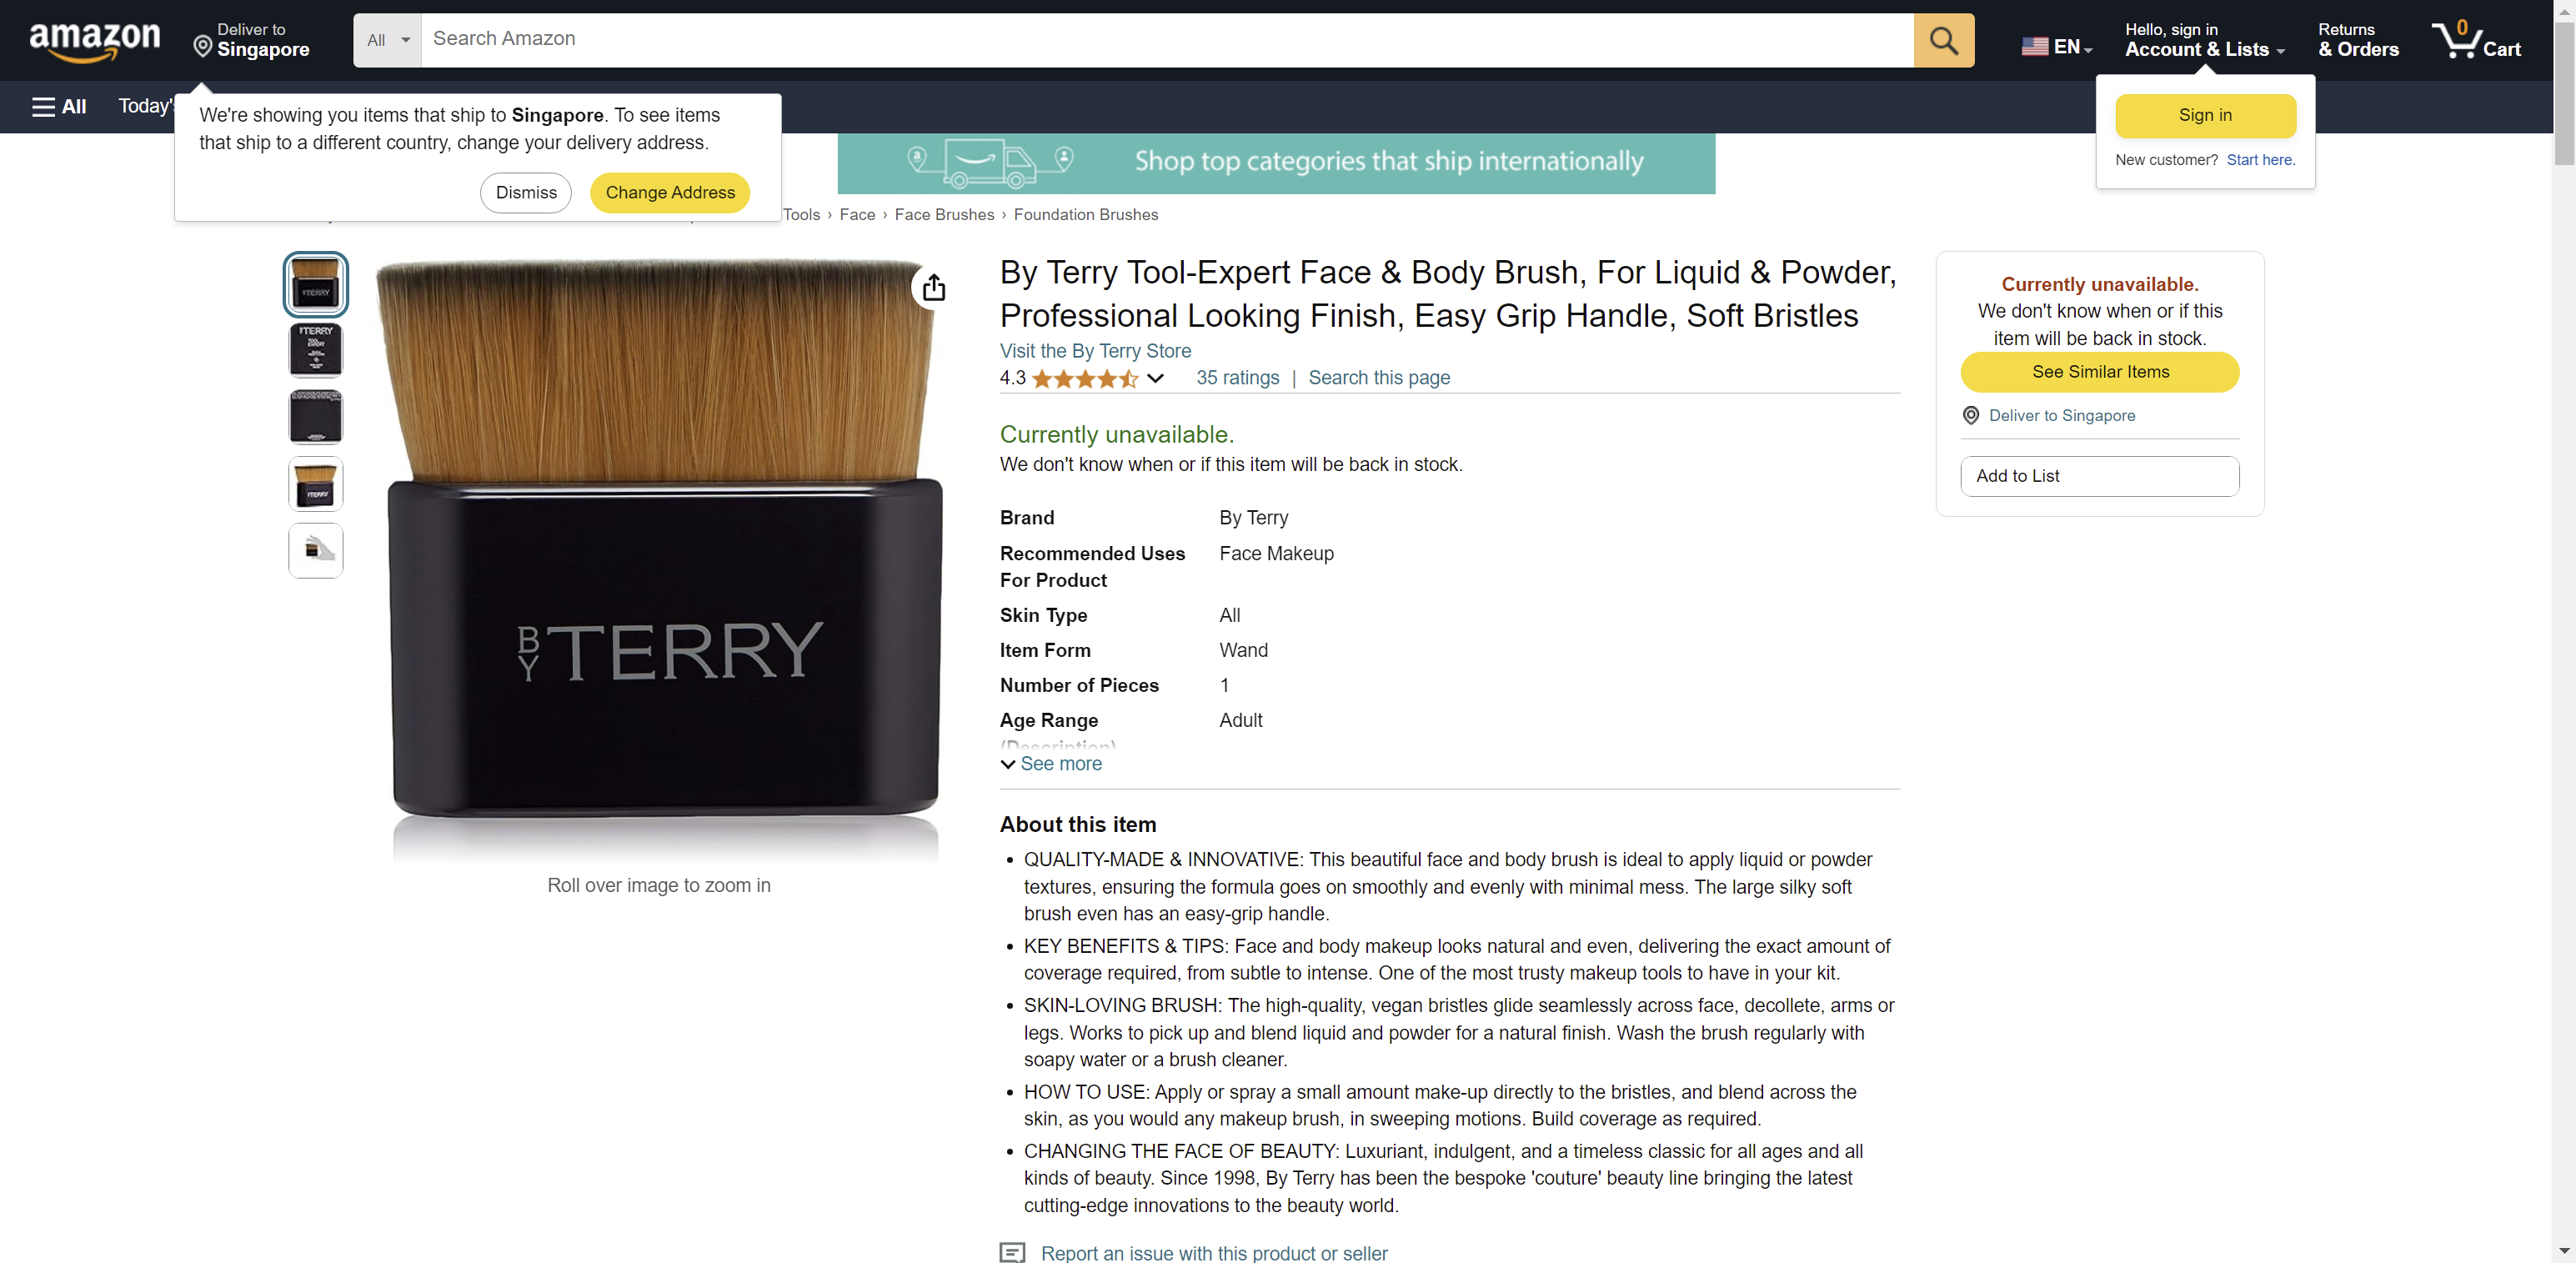 amazon
Deliver to
Singapore
All
Search Amazon
EN
Hello, sign in
Account & Lists
Returns
& Orders
0
Cart
All
Today's
We're showing you items that ship to Singapore. To see items
that ship to a different country, change your delivery address.
Dismiss
Change Address
Sign in
New customer? Start here.
Shop top categories that ship internationally
Tools › Face › Face Brushes › Foundation Brushes
BY TERRY
Roll over image to zoom in
By Terry Tool-Expert Face & Body Brush, For Liquid & Powder,
Professional Looking Finish, Easy Grip Handle, Soft Bristles
Visit the By Terry Store
4.3
35 ratings | Search this page
Currently unavailable.
We don't know when or if this item will be back in stock.
Brand By Terry
Recommended Uses Face Makeup
For Product
Skin Type All
Item Form Wand
Number of Pieces 1
Age Range Adult
(Description)
See more
About this item
• QUALITY-MADE & INNOVATIVE: This beautiful face and body brush is ideal to apply liquid or powder
textures, ensuring the formula goes on smoothly and evenly with minimal mess. The large silky soft
brush even has an easy-grip handle.
• KEY BENEFITS & TIPS: Face and body makeup looks natural and even, delivering the exact amount of
coverage required, from subtle to intense. One of the most trusty makeup tools to have in your kit.
• SKIN-LOVING BRUSH: The high-quality, vegan bristles glide seamlessly across face, decollete, arms or
legs. Works to pick up and blend liquid and powder for a natural finish. Wash the brush regularly with
soapy water or a brush cleaner.
• HOW TO USE: Apply or spray a small amount make-up directly to the bristles, and blend across the
skin, as you would any makeup brush, in sweeping motions. Build coverage as required.
• CHANGING THE FACE OF BEAUTY: Luxuriant, indulgent, and a timeless classic for all ages and all
kinds of beauty. Since 1998, By Terry has been the bespoke 'couture' beauty line bringing the latest
cutting-edge innovations to the beauty world.
Report an issue with this product or seller
Currently unavailable.
We don't know when or if this
item will be back in stock.
See Similar Items
Deliver to Singapore
Add to List